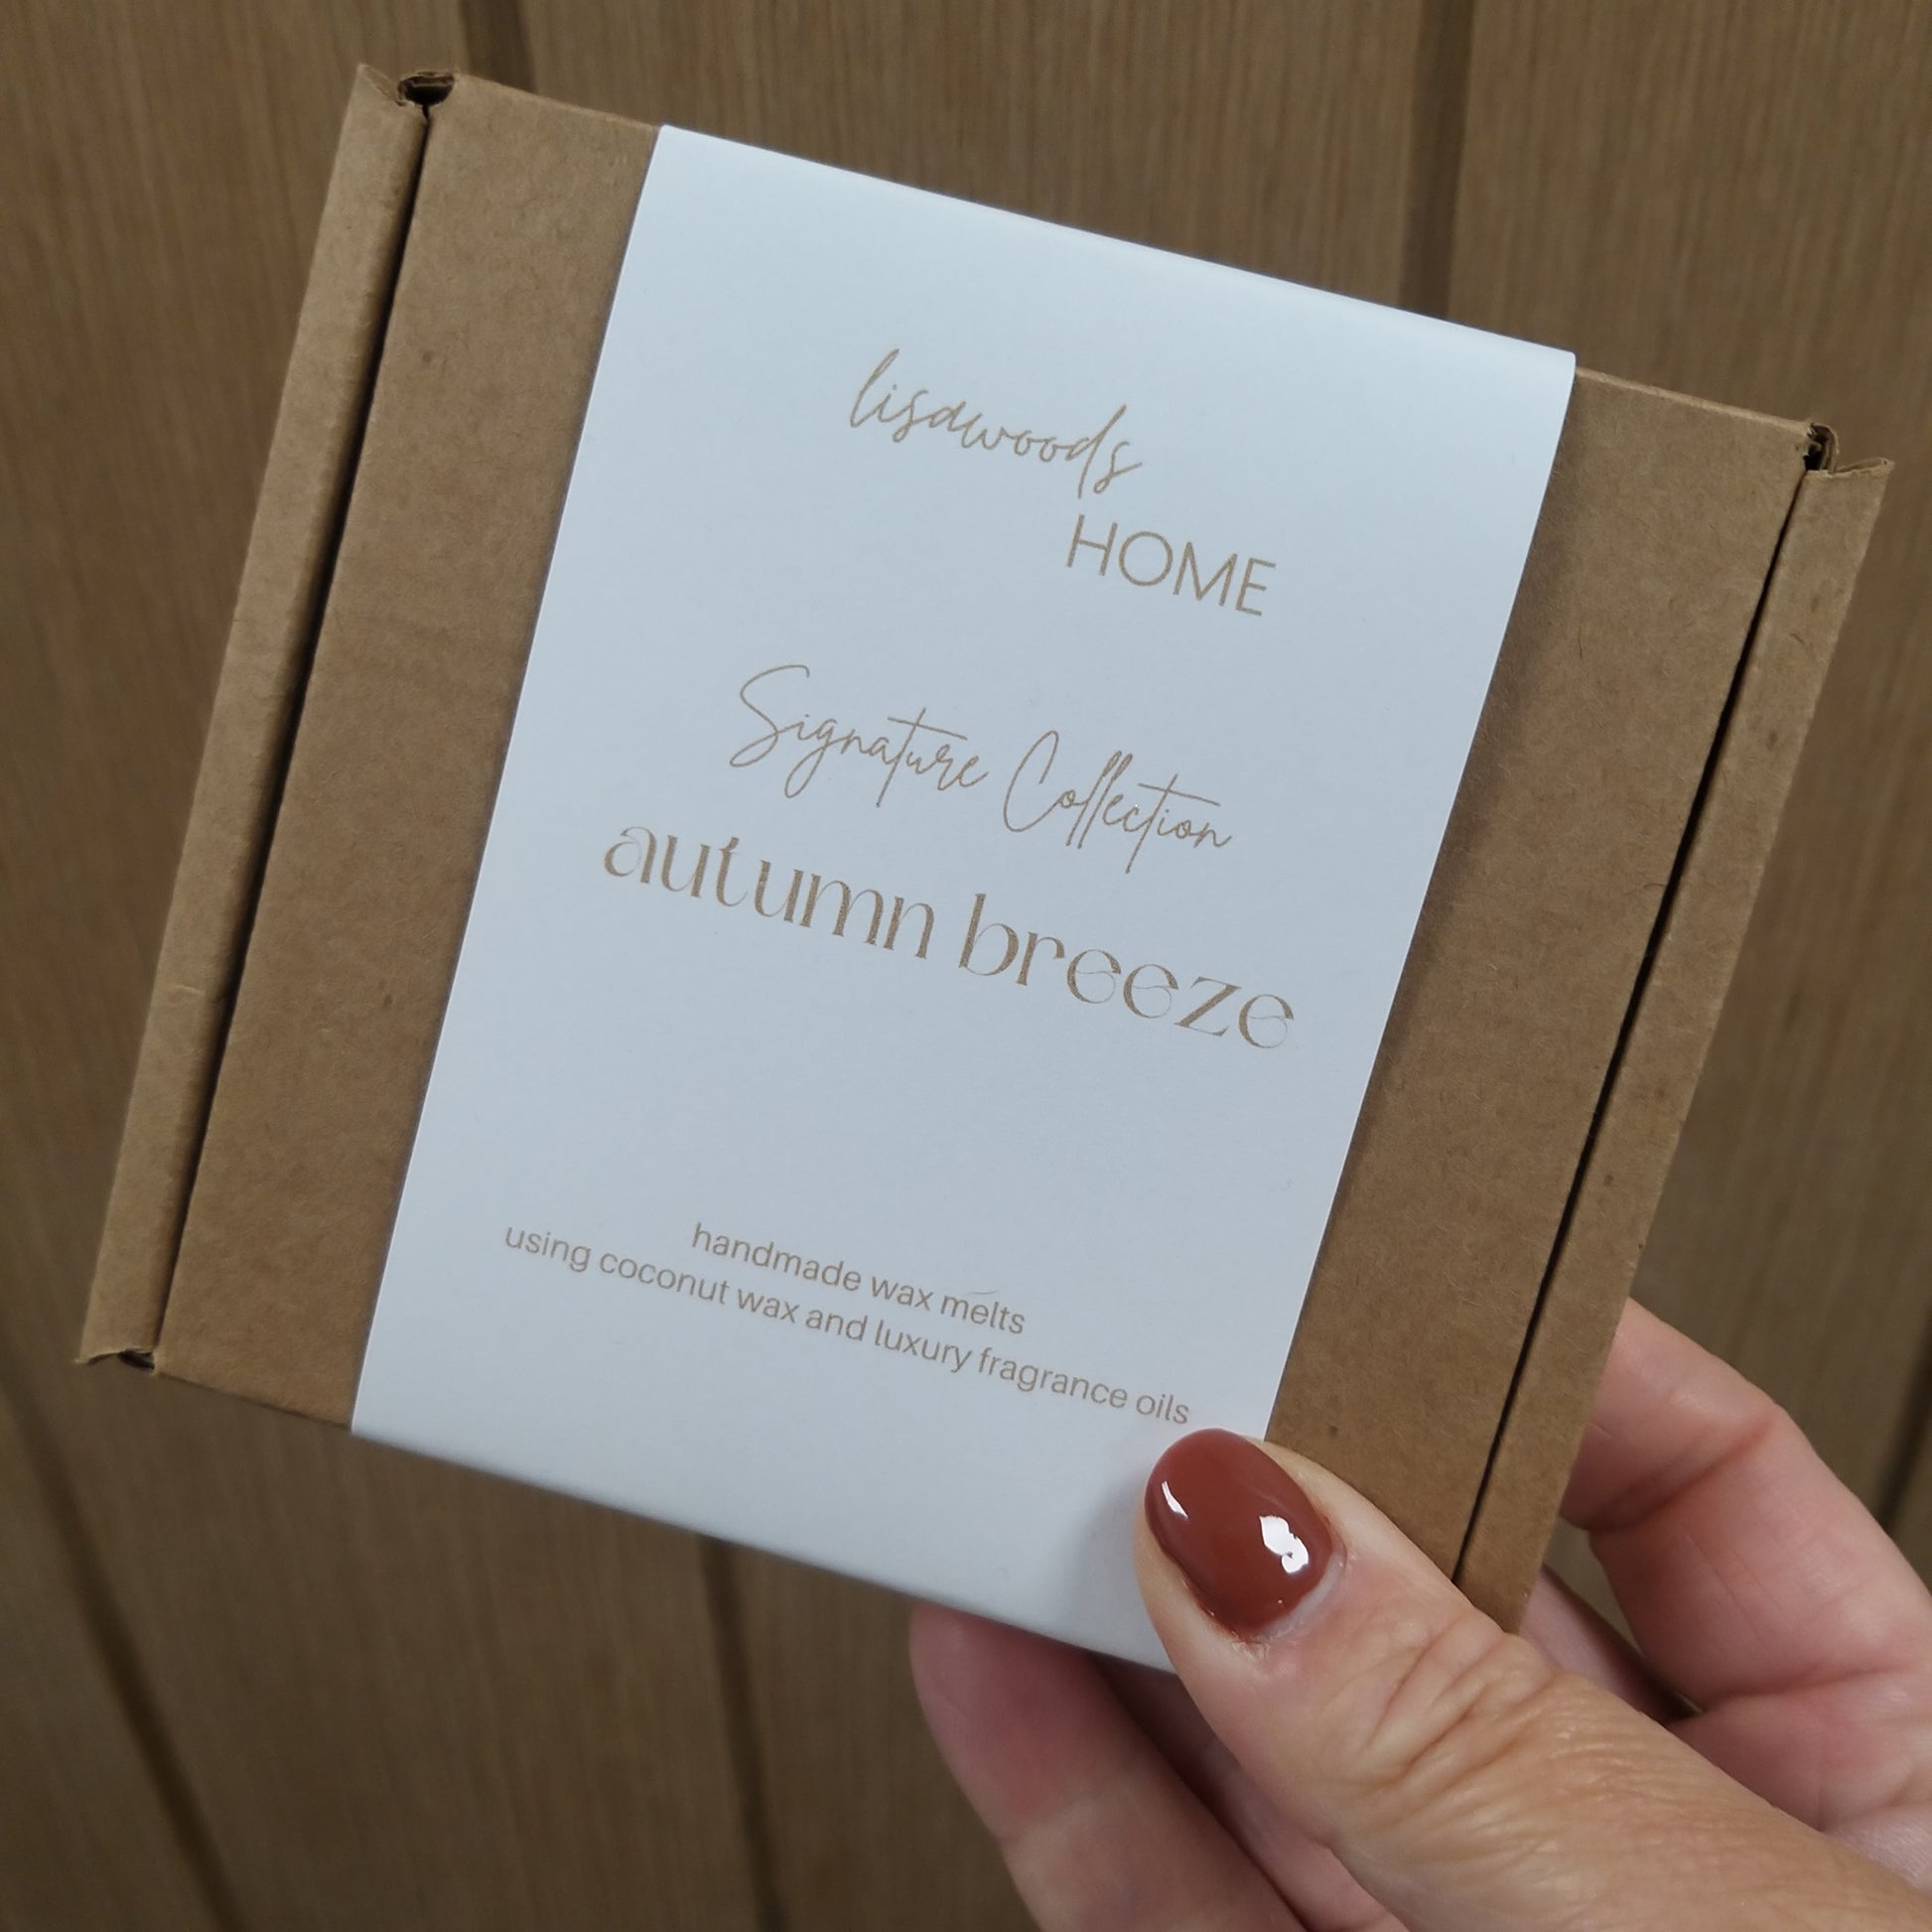 lisawoods
HOME
Signature Collection
autumn breeze
handmade wax melts
using coconut wax and luxury fragrance oils